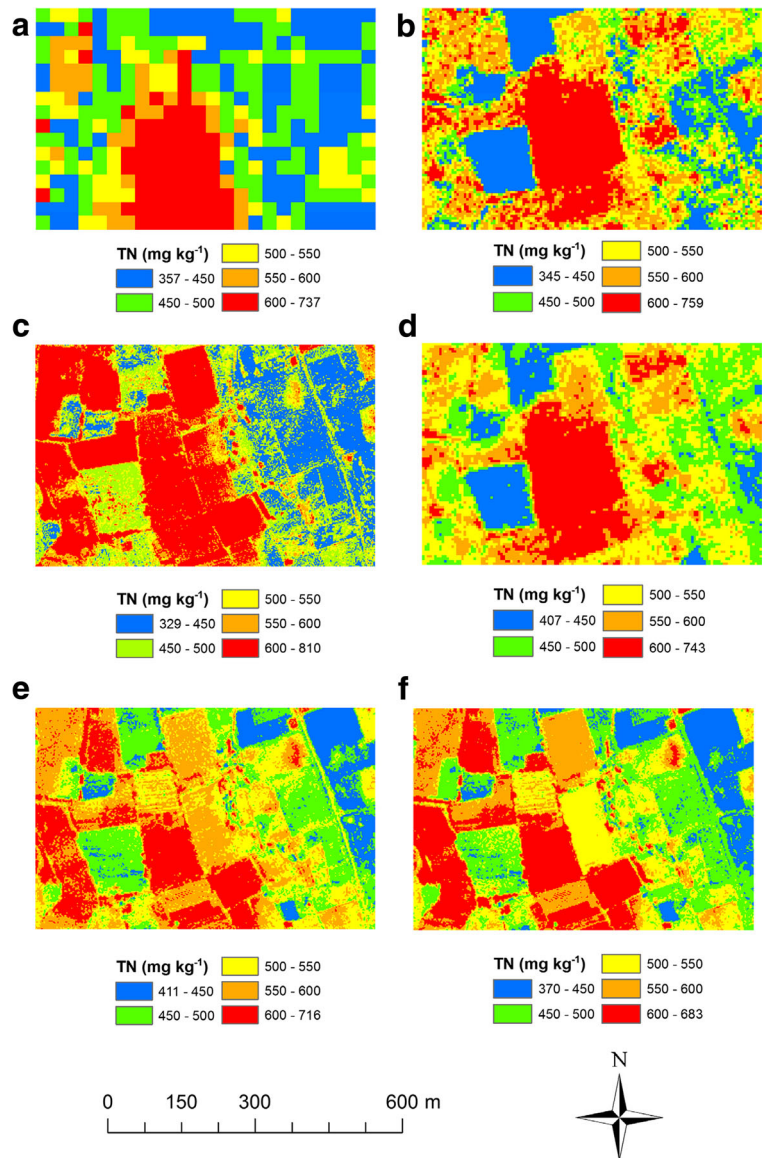 a
b
TN (mg kg-1)
500 - 550
357 - 450
550 - 600
450 - 500
600 - 737
TN (mg kg-1)
500 - 550
345 - 450
550 - 600
450 - 500
600 - 759
c
d
TN (mg kg-1)
500 - 550
329 - 450
550 - 600
450 - 500
600 - 810
TN (mg kg-1)
500 - 550
407 - 450
550 - 600
450 - 500
600 - 743
e
f
TN (mg kg-1)
500 - 550
411 - 450
550 - 600
450 - 500
600 - 716
TN (mg kg-1)
500 - 550
370 - 450
550 - 600
450 - 500
600 - 683
0 150 300 600 m
N